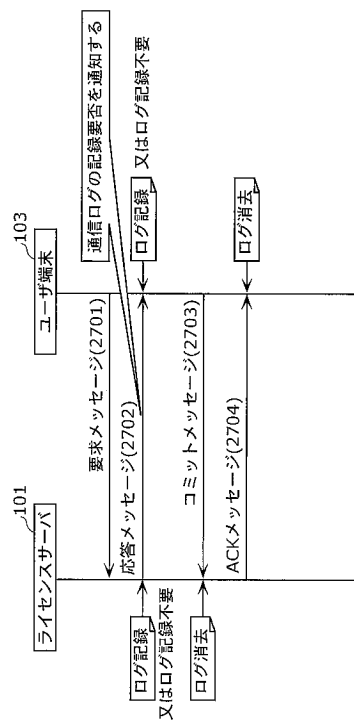 101
ライセンスサーバ
103
ユーザ端末
要求メッセージ(2701)
通信ログの記録要否を通知する
応答メッセージ(2702)
ログ記録
又はログ記録不要
ログ記録
又はログ記録不要
コミットメッセージ(2703)
ログ消去
ACKメッセージ(2704)
ログ消去